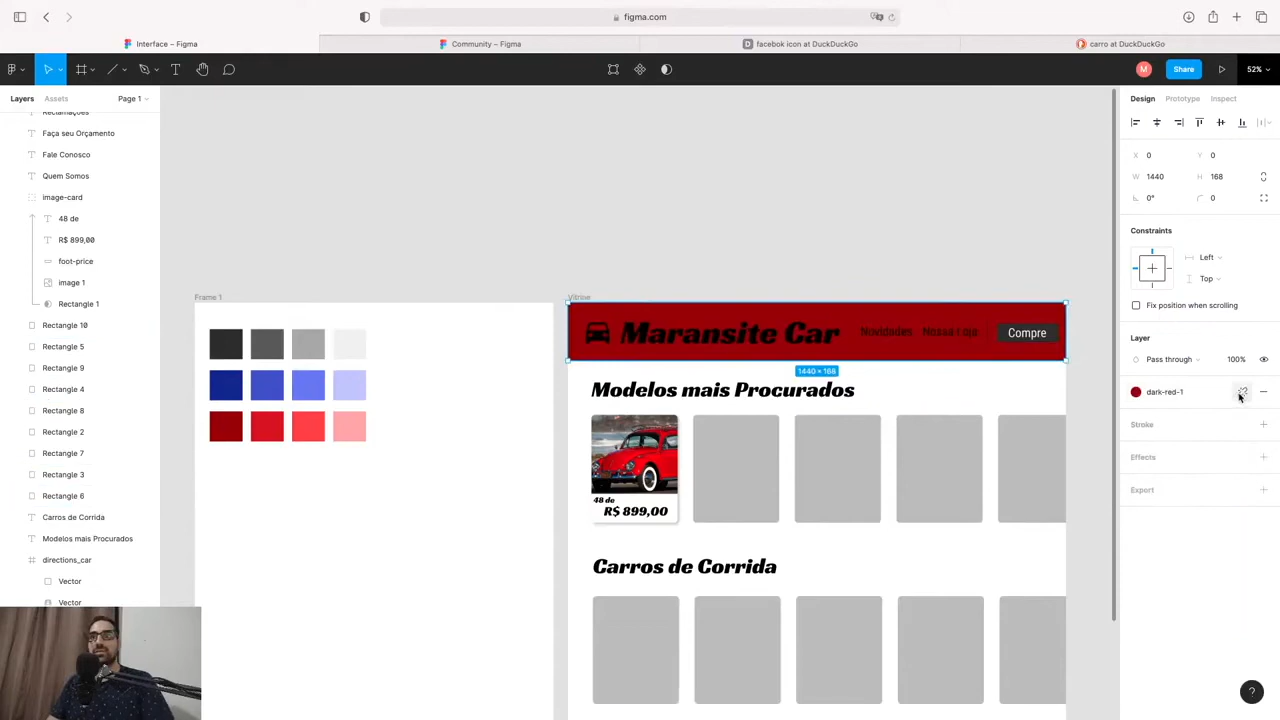 figma.com
Interface – Figma
Community – Figma
facebok icon at DuckDuckGo
carro at DuckDuckGo
M
Share
52%
Layers
Assets
Page 1
Reclamações
Faça seu Orçamento
Fale Conosco
Quem Somos
image-card
48 de
R$ 899,00
foot-price
image 1
Rectangle 1
Rectangle 10
Rectangle 5
Rectangle 9
Rectangle 4
Rectangle 8
Rectangle 2
Rectangle 7
Rectangle 3
Rectangle 6
Carros de Corrida
Modelos mais Procurados
directions_car
Vector
Vector
Frame 1
Vitrine
Maransite Car
Novidades
Nossa Loja
Compre
1440 × 168
Modelos mais Procurados
48 de
R$ 899,00
Carros de Corrida
Design
Prototype
Inspect
X 0
Y 0
W 1440
H 168
0°
0
Constraints
Left
Top
Fix position when scrolling
Layer
Pass through
100%
dark-red-1
Stroke
Effects
Export
?